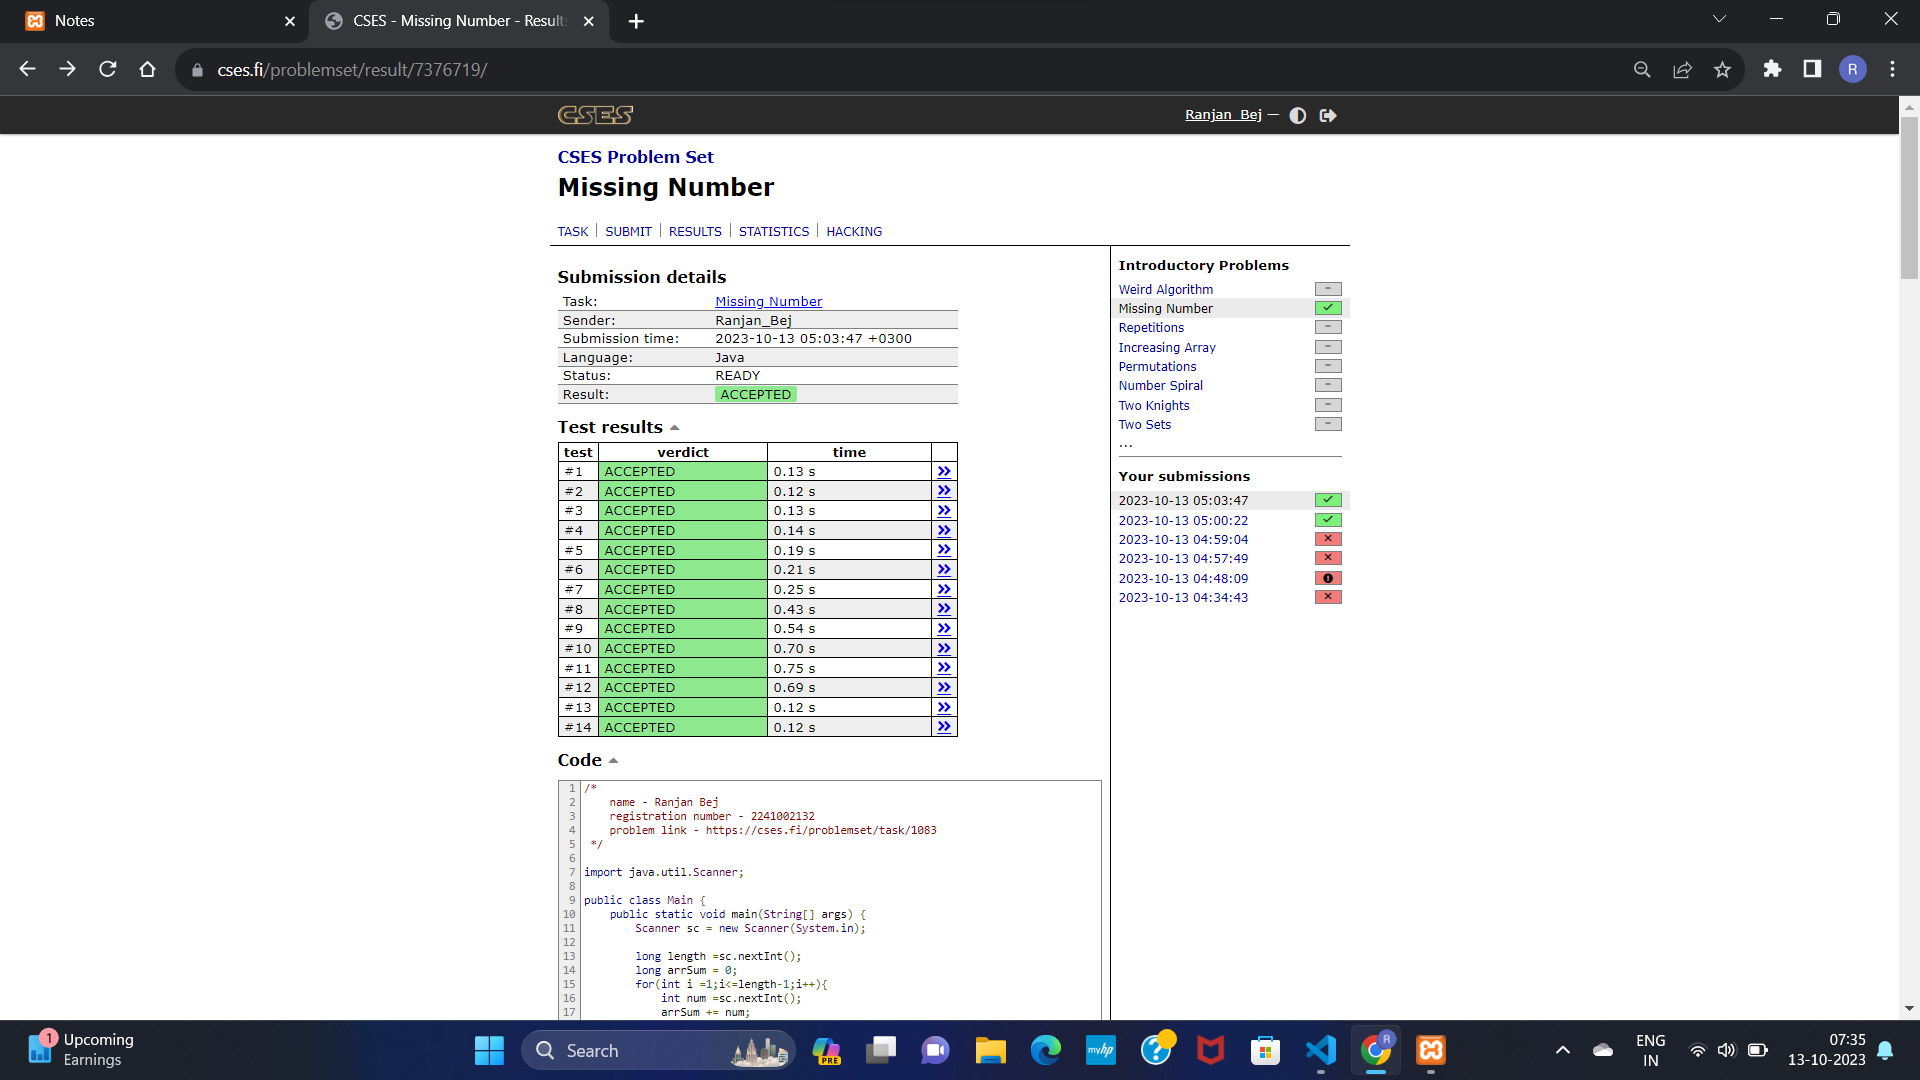 Notes
CSES - Missing Number - Results
cses.fi/problemset/result/7376719/
R
CSES
Ranjan_Bej —
CSES Problem Set
Missing Number
TASK | SUBMIT | RESULTS | STATISTICS | HACKING
Submission details
Task: Missing Number
Sender: Ranjan_Bej
Submission time: 2023-10-13 05:03:47 +0300
Language: Java
Status: READY
Result: ACCEPTED
Test results
test verdict time
#1 ACCEPTED 0.13 s »
#2 ACCEPTED 0.12 s »
#3 ACCEPTED 0.13 s »
#4 ACCEPTED 0.14 s »
#5 ACCEPTED 0.19 s »
#6 ACCEPTED 0.21 s »
#7 ACCEPTED 0.25 s »
#8 ACCEPTED 0.43 s »
#9 ACCEPTED 0.54 s »
#10 ACCEPTED 0.70 s »
#11 ACCEPTED 0.75 s »
#12 ACCEPTED 0.69 s »
#13 ACCEPTED 0.12 s »
#14 ACCEPTED 0.12 s »
Code
1 /*
2 name - Ranjan Bej
3 registration number - 2241002132
4 problem link - https://cses.fi/problemset/task/1083
5 */
6
7 import java.util.Scanner;
8
9 public class Main {
10 public static void main(String[] args) {
11 Scanner sc = new Scanner(System.in);
12
13 long length =sc.nextInt();
14 long arrSum = 0;
15 for(int i =1;i<=length-1;i++){
16 int num =sc.nextInt();
17 arrSum += num;
Introductory Problems
Weird Algorithm –
Missing Number ✓
Repetitions –
Increasing Array –
Permutations –
Number Spiral –
Two Knights –
Two Sets –
...
Your submissions
2023-10-13 05:03:47
2023-10-13 05:00:22
2023-10-13 04:59:04
2023-10-13 04:57:49
2023-10-13 04:48:09
2023-10-13 04:34:43
1
Upcoming
Earnings
Search
PRE
myhp
R
ENG
IN
07:35
13-10-2023